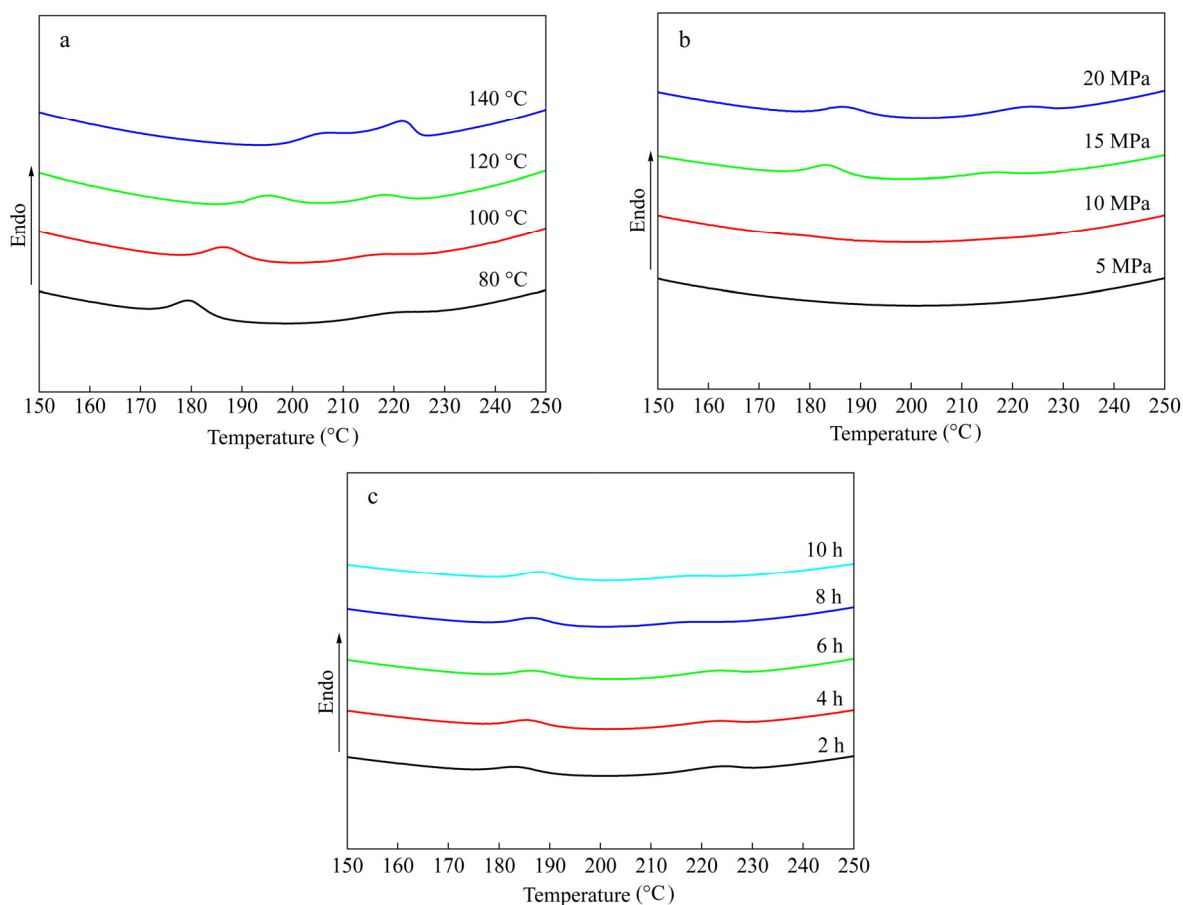 a
140 °C
120 °C
100 °C
80 °C
Endo
150 160 170 180 190 200 210 220 230 240 250
Temperature (°C)
b
20 MPa
15 MPa
10 MPa
5 MPa
Endo
150 160 170 180 190 200 210 220 230 240 250
Temperature (°C)
c
10 h
8 h
6 h
4 h
2 h
Endo
150 160 170 180 190 200 210 220 230 240 250
Temperature (°C)